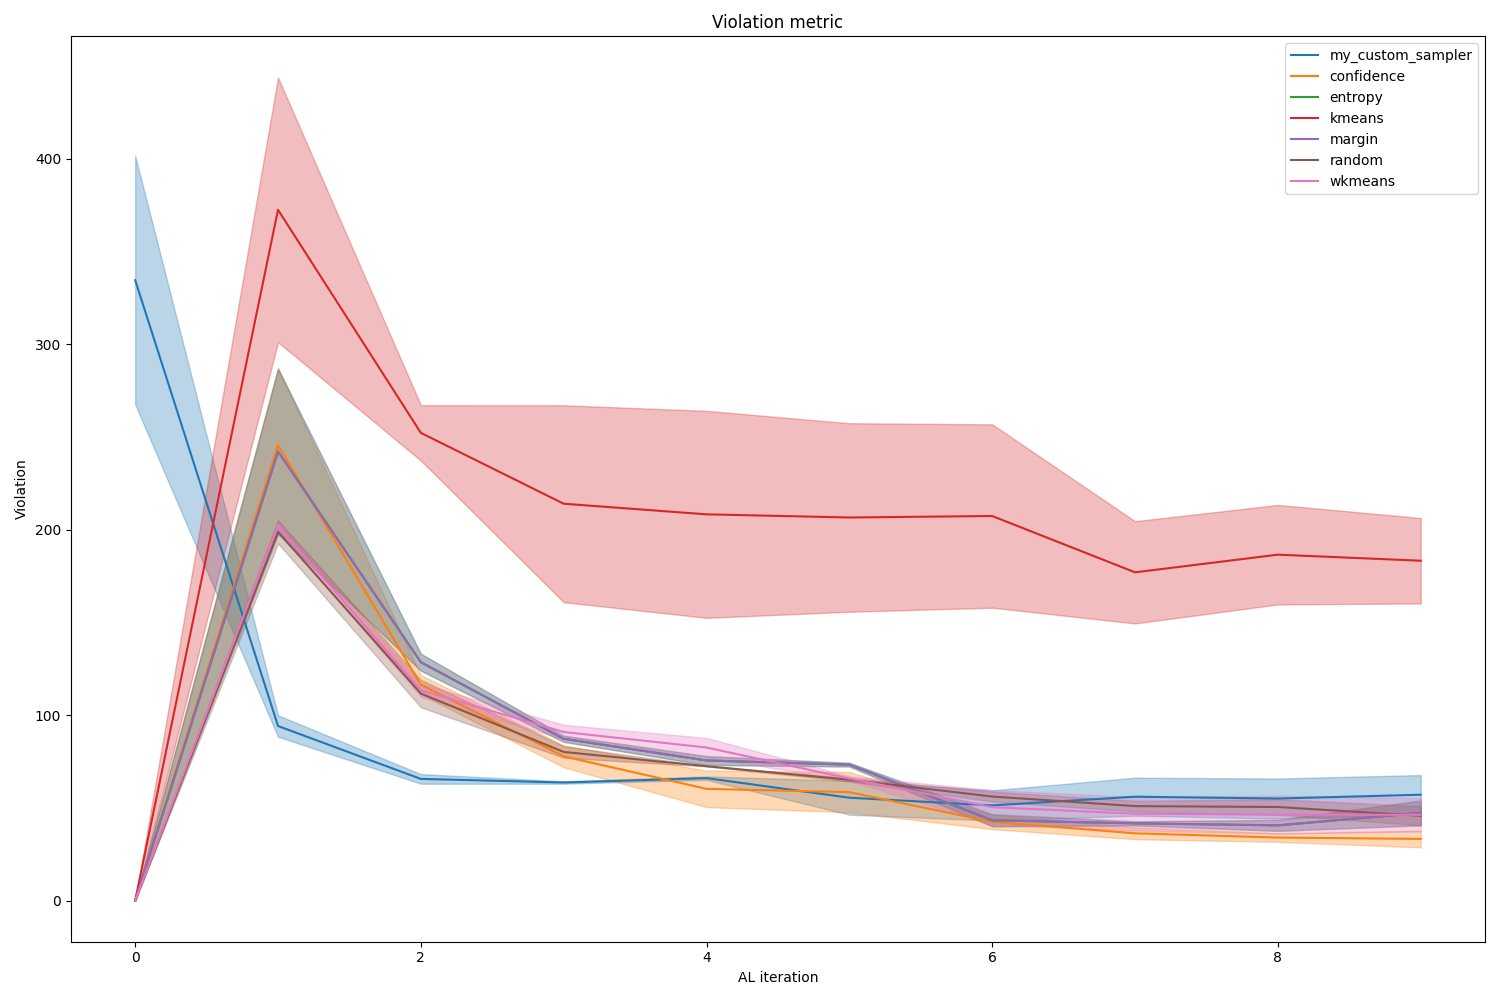 Violation metric
my_custom_sampler
confidence
entropy
kmeans
margin
random
wkmeans
400
300
200
100
0
Violation
0 2 4 6 8
AL iteration